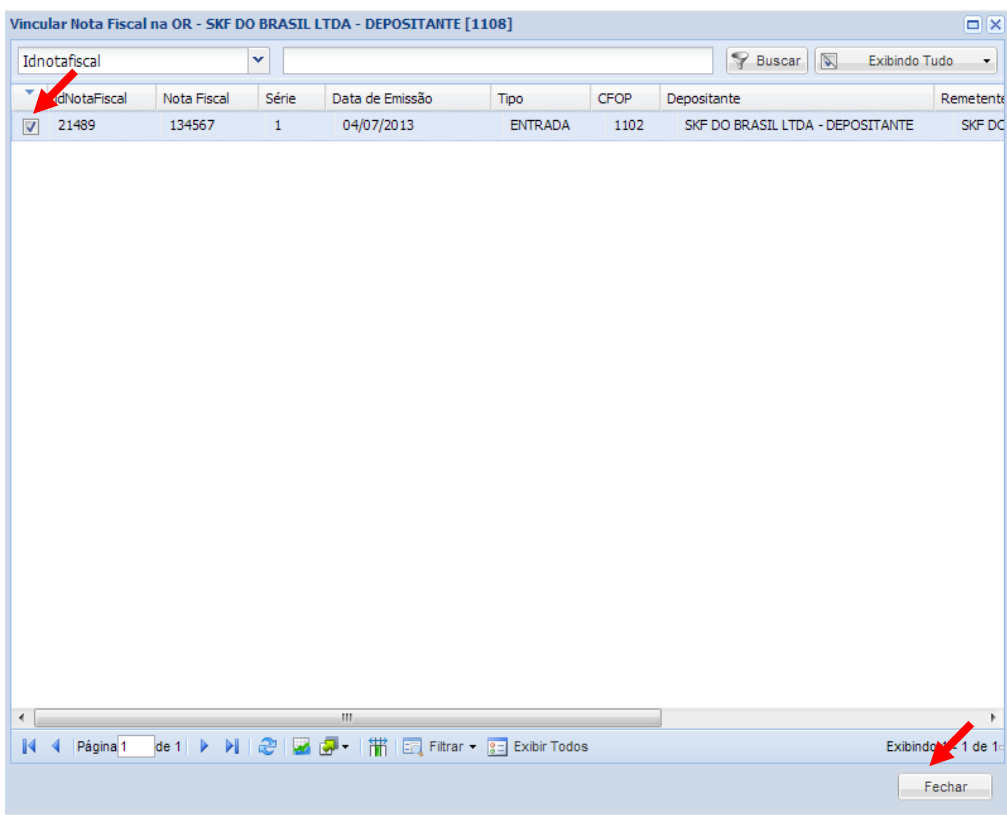 Vincular Nota Fiscal na OR - SKF DO BRASIL LTDA - DEPOSITANTE [1108]
Idnotafiscal Buscar Exibindo Tudo
IdNotaFiscal Nota Fiscal Série Data de Emissão Tipo CFOP Depositante Remetente
21489 134567 1 04/07/2013 ENTRADA 1102 SKF DO BRASIL LTDA - DEPOSITANTE SKF DO
Página 1 de 1 Filtrar Exibir Todos Exibindo 1 - 1 de 1
Fechar